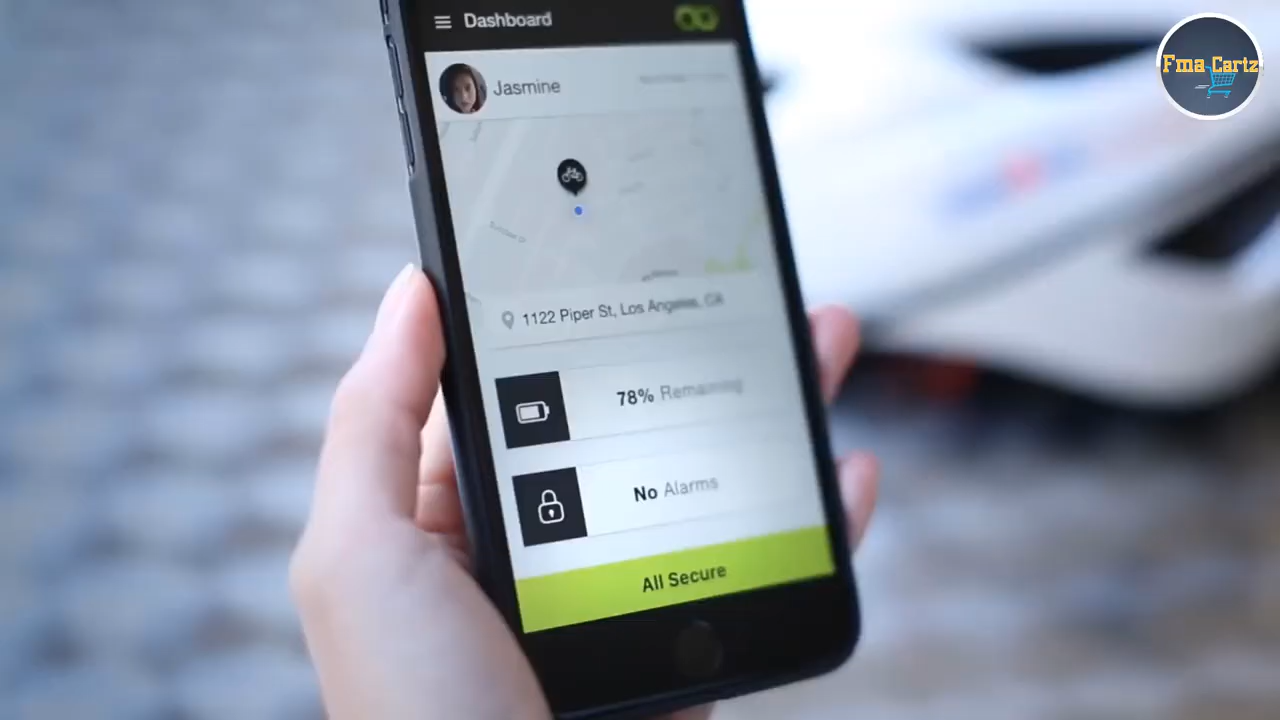 Dashboard
Fma Cartz
Jasmine
1122 Piper St, Los Angeles, CA
78% Remaining
No Alarms
All Secure